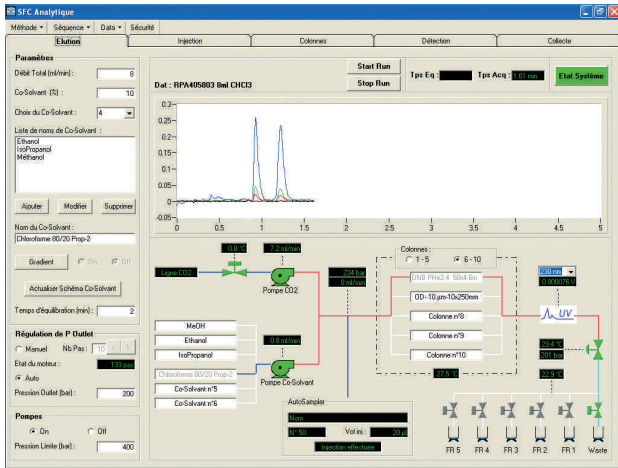 SFC Analytique
Méthode Séquence Data Sécurité
Elution Injection Colonnes Détection Collecte
Paramètres
Débit Total (ml/min) : 8
Co-Solvant (%) : 10
Choix du Co-Solvant : 4
Liste de noms de Co-Solvant :
Ethanol
IsoPropanol
Méthanol
Ajouter Modifier Supprimer
Nom du Co-Solvant :
Chloroforme 80/20 Prop-2
Gradient On Off
Actualiser Schéma Co-Solvant
Temps d'équilibration (min) : 2
Régulation de P Outlet
Manuel Nb Pas : 10 < >
Etat du moteur : 133 pas
Auto
Pression Outlet (bar) : 200
Pompes
On Off
Pression Limite (bar) : 400
Dat : RPA405803 8ml CHCl3
Start Run
Stop Run
Tps Eq : Tps Acq : 1.61 min
Etat Système
0.3
0.25
0.2
0.15
0.1
0.05
0
-0.05
0 0.5 1 1.5 2 2.5 3 3.5 4 4.5 5
Ligne CO2
0.0 °C
7.2 ml/min
Pompe CO2
234 bar
8 ml/min
MeOH
Ethanol
IsoPropanol
Chloroforme 80/20 Prop-2
Co-Solvant n°5
Co-Solvant n°6
0.8 ml/min
Pompe Co-Solvant
Colonnes :
1 - 5 6 - 10
DNB PHx2.4 50x4.6m
OD- 10 µm-10x250mm
Colonne n°8
Colonne n°9
Colonne n°10
27.5 °C
AutoSampler
Nom
N° 50 Vol inj : 20 µl
Injection effectuée
230 nm
0.000076 V
UV
29.4 °C
201 bar
22.9 °C
FR 5 FR 4 FR 3 FR 2 FR 1 Waste